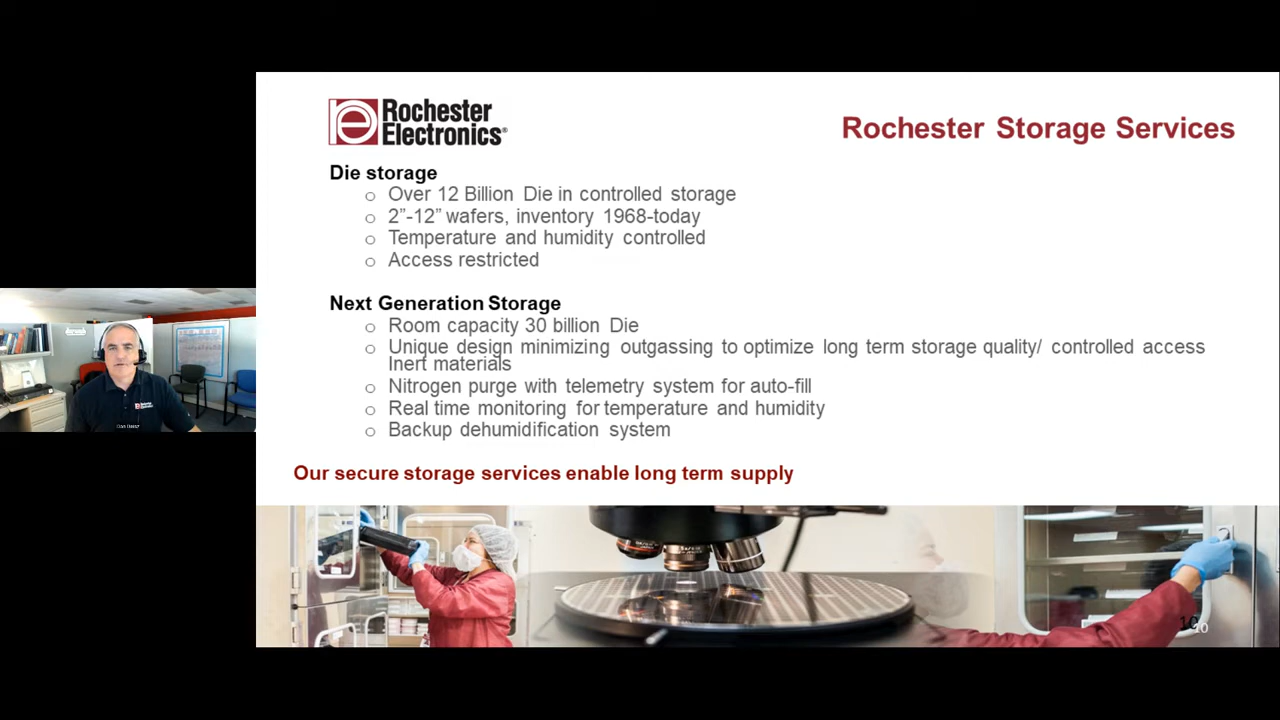 Rochester
Electronics®
Rochester Storage Services
Die storage
○ Over 12 Billion Die in controlled storage
○ 2”-12” wafers, inventory 1968-today
○ Temperature and humidity controlled
○ Access restricted
Next Generation Storage
○ Room capacity 30 billion Die
○ Unique design minimizing outgassing to optimize long term storage quality/ controlled access
Inert materials
○ Nitrogen purge with telemetry system for auto-fill
○ Real time monitoring for temperature and humidity
○ Backup dehumidification system
Our secure storage services enable long term supply
10